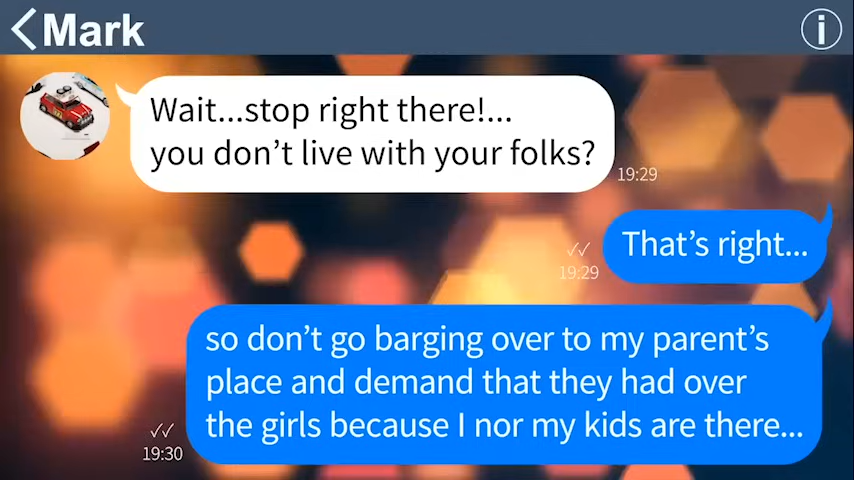 Mark
i
Wait...stop right there!...
you don't live with your folks?
19:29
That's right...
19:29
so don't go barging over to my parent's
place and demand that they had over
the girls because I nor my kids are there...
19:30